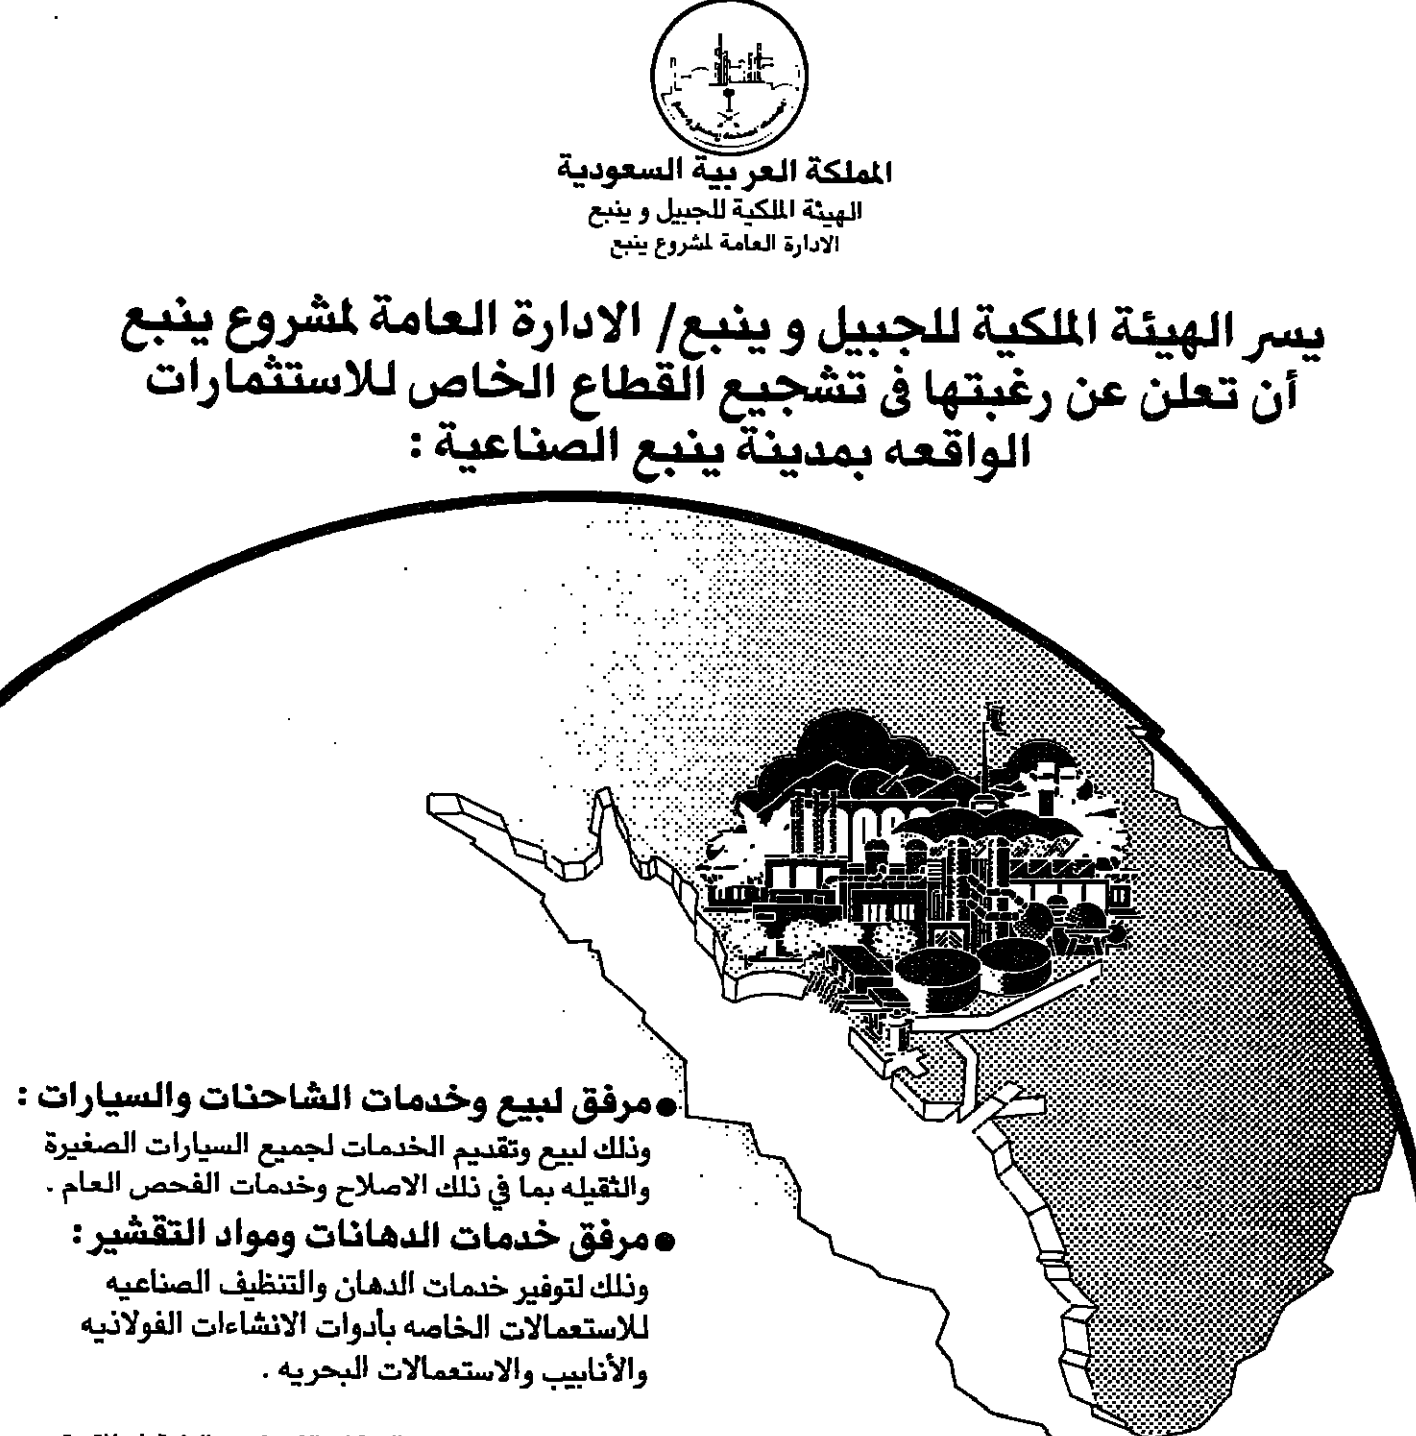 المملكة العربية السعودية
الهيئة الملكية للجبيل و ينبع
الادارة العامة لمشروع ينبع
يسر الهيئة الملكية للجبيل و ينبع / الادارة العامة لمشروع ينبع
أن تعلن عن رغبتها فى تشجيع القطاع الخاص للاستثمارات
الواقعه بمدينة ينبع الصناعية :
● مرفق لبيع وخدمات الشاحنات والسيارات :
وذلك لبيع وتقديم الخدمات لجميع السيارات الصغيرة
والثقيله بما في ذلك الاصلاح وخدمات الفحص العام .
● مرفق خدمات الدهانات ومواد التقشير :
وذلك لتوفير خدمات الدهان والتنظيف الصناعيه
للاستعمالات الخاصه بأدوات الانشاءات الفولاذيه
والأنابيب والاستعمالات البحريه .